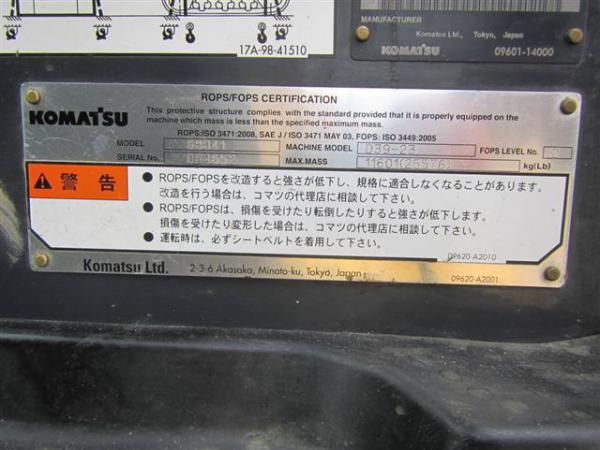 17A-98-41510
MANUFACTURER
Komatsu Ltd., Tokyo, Japan
KOMATSU 09601-14000
ROPS/FOPS CERTIFICATION
KOMATSU
This protective structure complies with the standard provided that it is properly equipped on the
machine which mass is less than the specified maximum mass.
ROPS:ISO 3471:2008, SAE J / ISO 3471 MAY 03, FOPS: ISO 3449:2005
MODEL MACHINE MODEL D39-23 FOPS LEVEL No.
SERIAL No. MAX.MASS 11601(25576) kg(Lb)
警告
● ROPS/FOPSを改造すると強さが低下し、規格に適合しなくなることがあります。
改造を行う場合は、コマツの代理店に相談して下さい。
● ROPS/FOPSは、損傷を受けたり転倒したりすると強さが低下します。
損傷を受けたり変形した場合は、コマツの代理店に相談して下さい。
● 運転時は、必ずシートベルトを着用して下さい。
09620-A2010
Komatsu Ltd. 2-3-6 Akasaka, Minato-ku, Tokyo, Japan
09620-A2001